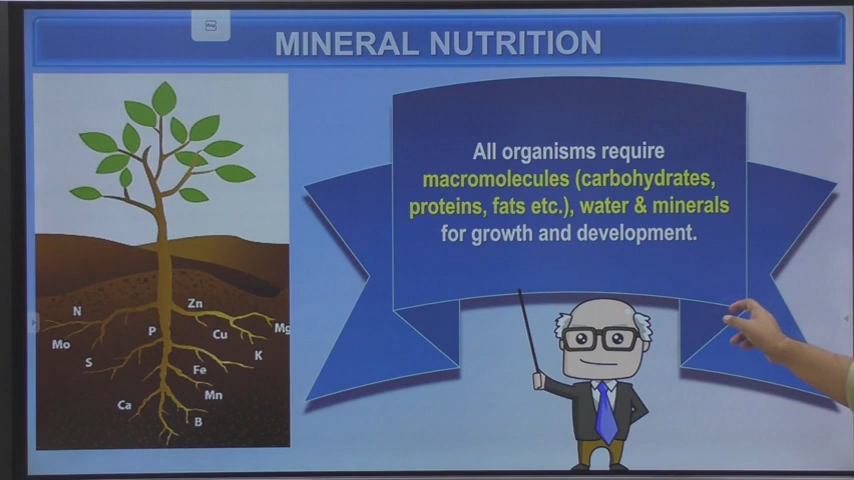 MINERAL NUTRITION
All organisms require
macromolecules (carbohydrates,
proteins, fats etc.), water & minerals
for growth and development.
N
Zn
Mo
P
Cu
Mg
S
K
Fe
Mn
Ca
B